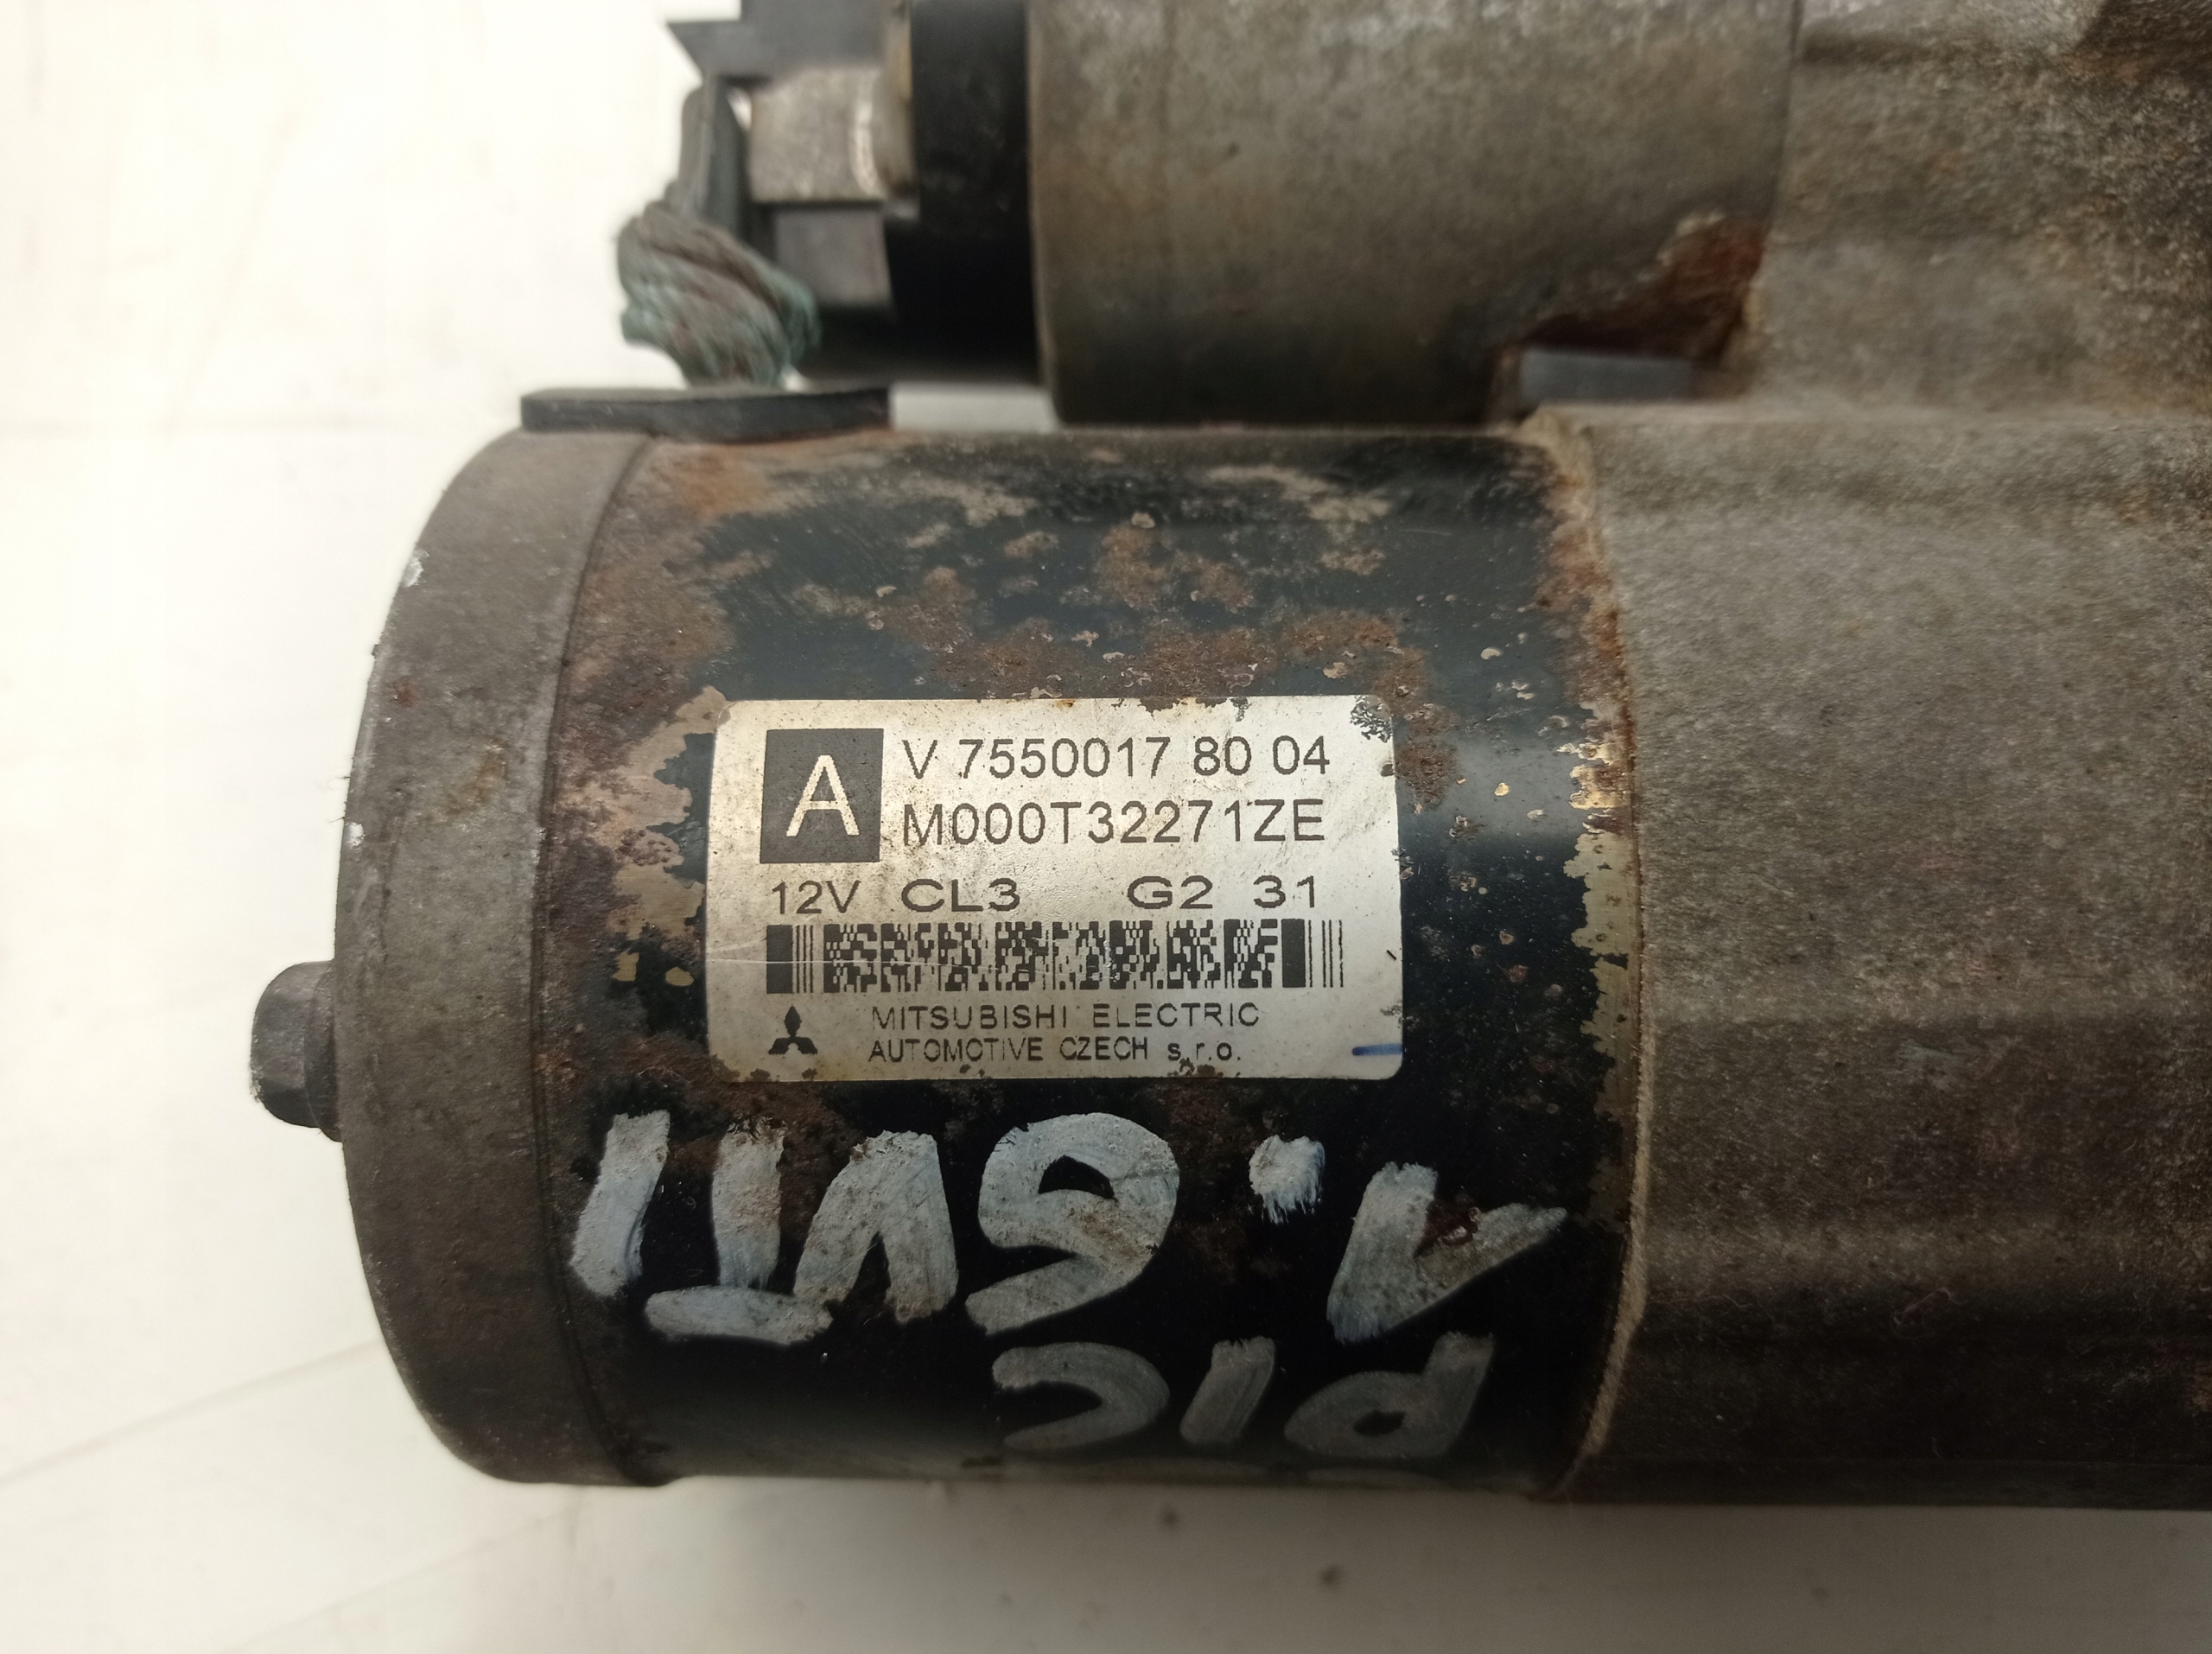 A
V 7550017 80 04
M000T32271ZE
12V CL3 G2 31
MITSUBISHI ELECTRIC
AUTOMOTIVE CZECH s.r.o.
PIC
1.6VTI